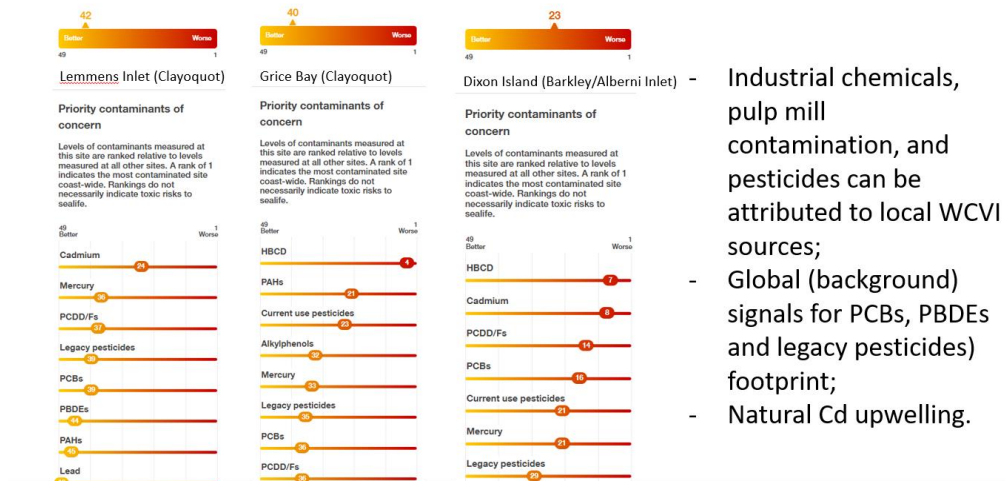 42
Better
Worse
49
1
Lemmens Inlet (Clayoquot)
Priority contaminants of
concern
Levels of contaminants measured at
this site are ranked relative to levels
measured at all other sites. A rank of 1
indicates the most contaminated site
coast-wide. Rankings do not
necessarily indicate toxic risks to
sealife.
49
Better
1
Worse
Cadmium
24
Mercury
36
PCDD/Fs
37
Legacy pesticides
39
PCBs
39
PBDEs
44
PAHs
45
Lead
40
Better
Worse
49
1
Grice Bay (Clayoquot)
Priority contaminants of
concern
Levels of contaminants measured at
this site are ranked relative to levels
measured at all other sites. A rank of 1
indicates the most contaminated site
coast-wide. Rankings do not
necessarily indicate toxic risks to
sealife.
49
Better
1
Worse
HBCD
4
PAHs
21
Current use pesticides
23
Alkylphenols
32
Mercury
33
Legacy pesticides
PCBs
36
PCDD/Fs
23
Better
Worse
49
1
Dixon Island (Barkley/Alberni Inlet)
Priority contaminants of
concern
Levels of contaminants measured at
this site are ranked relative to levels
measured at all other sites. A rank of 1
indicates the most contaminated site
coast-wide. Rankings do not
necessarily indicate toxic risks to
sealife.
49
Better
1
Worse
HBCD
7
Cadmium
8
PCDD/Fs
14
PCBs
16
Current use pesticides
21
Mercury
21
Legacy pesticides
29
- Industrial chemicals,
pulp mill
contamination, and
pesticides can be
attributed to local WCVI
sources;
- Global (background)
signals for PCBs, PBDEs
and legacy pesticides)
footprint;
- Natural Cd upwelling.